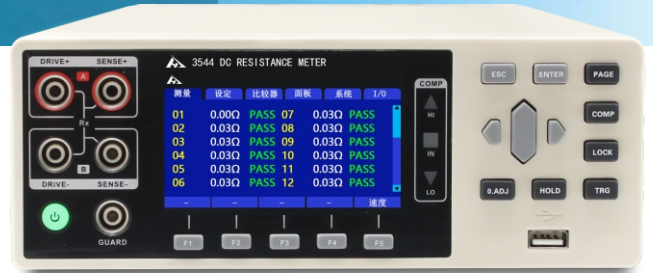 DRIVE+ SENSE+
A
Rx
B
DRIVE- SENSE-
GUARD
3544 DC RESISTANCE METER
测量 设定 比较器 面板 系统 I/O
01 0.00Ω PASS 07 0.03Ω PASS
02 0.03Ω PASS 08 0.03Ω PASS
03 0.03Ω PASS 09 0.03Ω PASS
04 0.03Ω PASS 10 0.03Ω PASS
05 0.03Ω PASS 11 0.03Ω PASS
06 0.03Ω PASS 12 0.03Ω PASS
- - - - 速度
F1 F2 F3 F4 F5
COMP
HI
IN
LO
ESC ENTER PAGE
COMP
LOCK
0.ADJ HOLD TRG